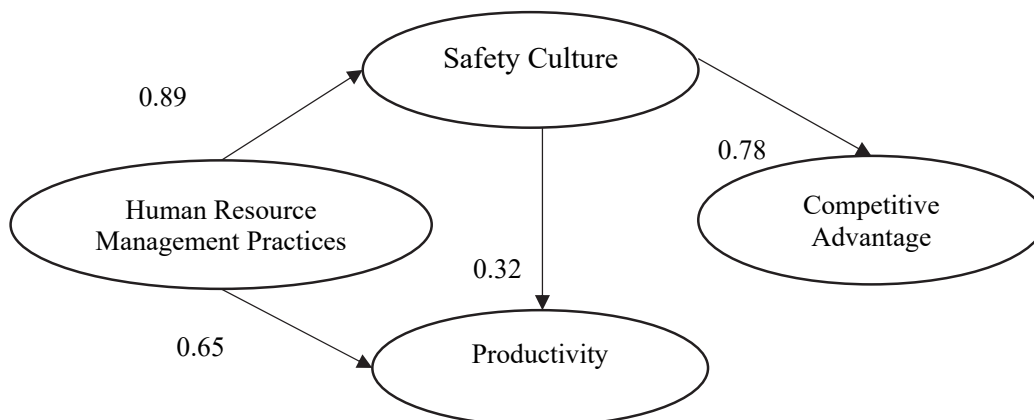 Safety Culture
0.89
0.78
Human Resource
Management Practices
Competitive
Advantage
0.32
0.65
Productivity